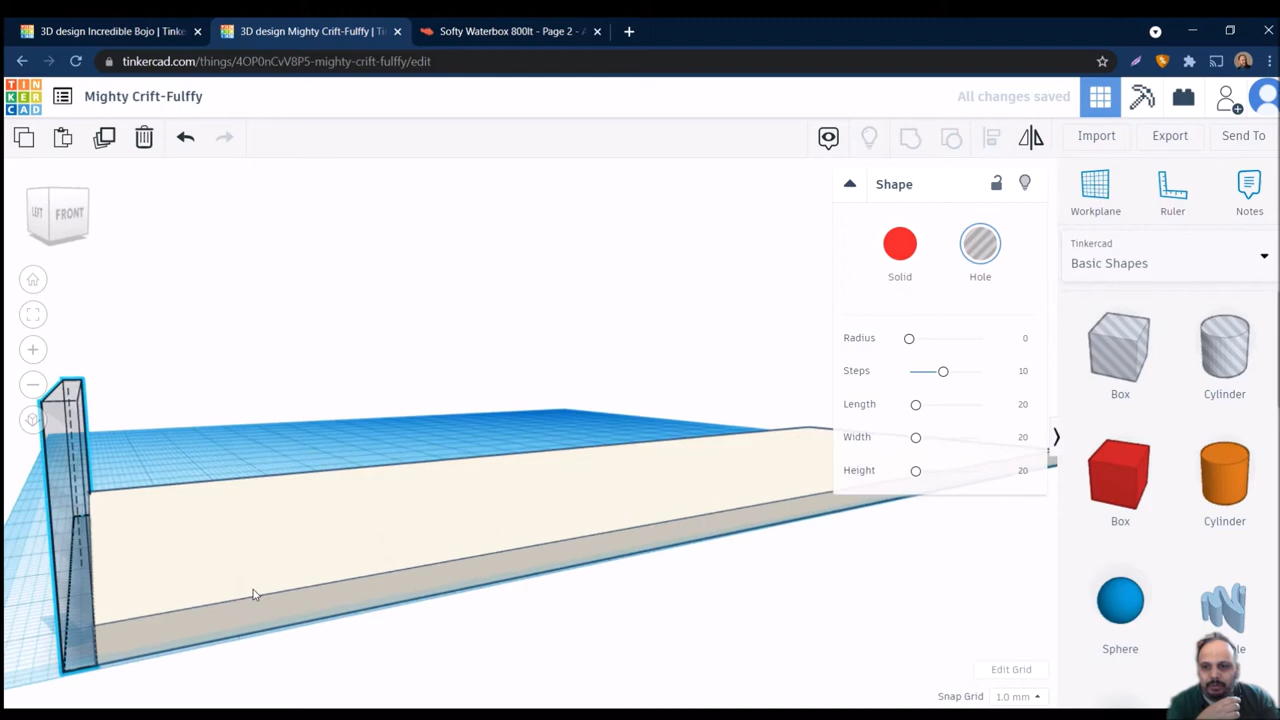 3D design Incredible Bojo | Tinke
3D design Mighty Crift-Fulffy | Ti
Softy Waterbox 800lt - Page 2 - A
tinkercad.com/things/4OP0nCvV8P5-mighty-crift-fulffy/edit
TIN
KER
CAD
Mighty Crift-Fulffy
All changes saved
Import
Export
Send To
LEFT
FRONT
Shape
Solid
Hole
Radius 0
Steps 10
Length 20
Width 20
Height 20
Workplane
Ruler
Notes
Tinkercad
Basic Shapes
Box
Cylinder
Box
Cylinder
Sphere
Edit Grid
Snap Grid 1.0 mm